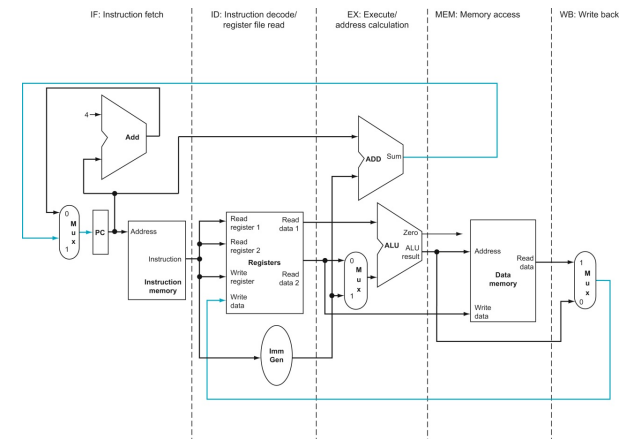 IF: Instruction fetch
ID: Instruction decode/
register file read
EX: Execute/
address calculation
MEM: Memory access
WB: Write back
4
Add
ADD
Sum
0
M
u
x
1
PC
Address
Instruction
Instruction
memory
Read
register 1
Read
data 1
Read
register 2
Registers
Write
register
Read
data 2
Write
data
Imm
Gen
0
M
u
x
1
Zero
ALU
ALU
result
Address
Read
data
Data
memory
Write
data
1
M
u
x
0